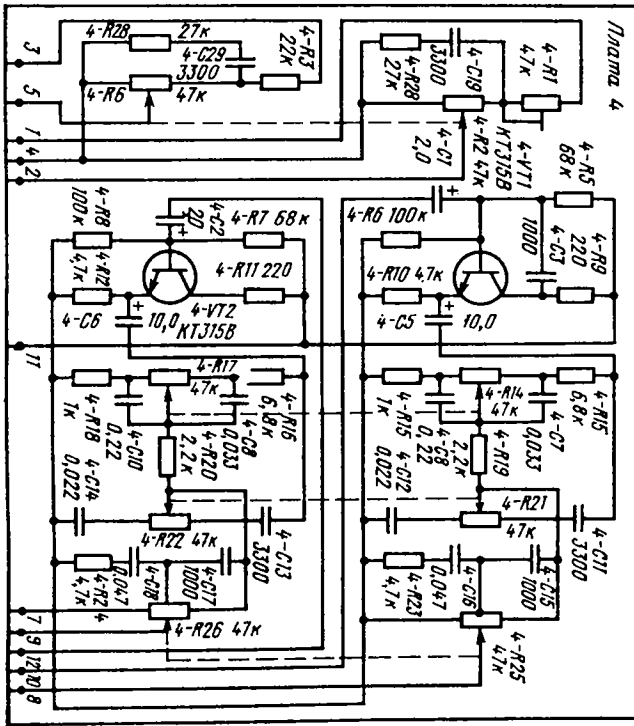 Плата 4
4-R28
27к
4-C29
3300
4-R3
22к
4-R6
47к
3
5
1
4
2
4-R28
27к
4-C19
3300
4-R1
47к
4-R2 47к
4-C1
2,0
4-VT1
КТ315В
4-R5
68к
4-R8
100к
4-C2
20
+
4-R7 68к
4-R12
4,7к
4-R11 220
4-VT2
КТ315В
4-C6
+
10,0
4-R6 100к
+
4-C3
1000
4-R9
220
4-R10 4,7к
4-C5
+
10,0
11
4-R17
47к
4-R18
1к
4-C10
0,22
4-R20
2,2к
4-C8
0,033
4-R16
6,8к
4-C14
0,022
4-R22 47к
4-C13
3300
4-R24
4,7к
4-C18
0,047
4-C17
1000
4-R26 47к
4-R14
47к
4-R15
1к
4-C8
0,22
4-R19
2,2к
4-C7
0,033
4-R15
6,8к
4-C12
0,022
4-R21
47к
4-C11
3300
4-R23
4,7к
4-C16
0,047
4-C15
1000
4-R25
47к
7
9
12
10
8